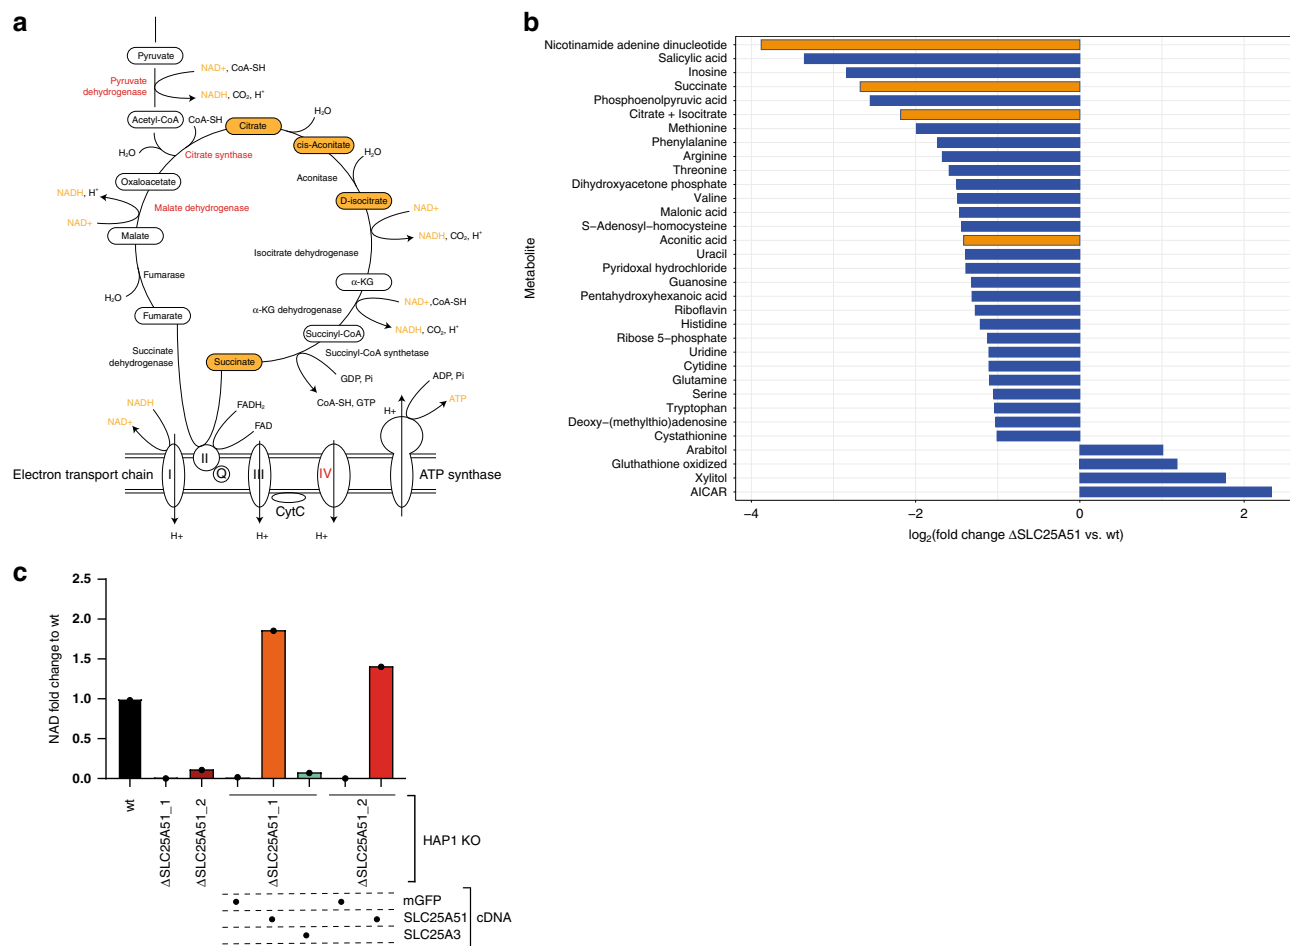 a
Pyruvate
NAD+, CoA-SH
Pyruvate
dehydrogenase
NADH, CO2, H+
Acetyl-CoA
CoA-SH
Citrate
H2O
cis-Aconitate
H2O
Citrate synthase
H2O
Aconitase
Oxaloacetate
NADH, H+
Malate dehydrogenase
D-isocitrate
NAD+
NAD+
Malate
NADH, CO2, H+
Isocitrate dehydrogenase
Fumarase
α-KG
H2O
NAD+,CoA-SH
Fumarate
α-KG dehydrogenase
NADH, CO2, H+
Succinyl-CoA
Succinate
dehydrogenase
Succinate
Succinyl-CoA synthetase
GDP, Pi
ADP, Pi
CoA-SH, GTP
ATP
NADH
FADH2
H+
NAD+
FAD
Electron transport chain
I
II
Q
III
IV
ATP synthase
CytC
H+
H+
H+
b
Metabolite
Nicotinamide adenine dinucleotide
Salicylic acid
Inosine
Succinate
Phosphoenolpyruvic acid
Citrate + Isocitrate
Methionine
Phenylalanine
Arginine
Threonine
Dihydroxyacetone phosphate
Valine
Malonic acid
S−Adenosyl−homocysteine
Aconitic acid
Uracil
Pyridoxal hydrochloride
Guanosine
Pentahydroxyhexanoic acid
Riboflavin
Histidine
Ribose 5−phosphate
Uridine
Cytidine
Glutamine
Serine
Tryptophan
Deoxy−(methylthio)adenosine
Cystathionine
Arabitol
Gluthathione oxidized
Xylitol
AICAR
−4 −2 0 2
log2(fold change ΔSLC25A51 vs. wt)
c
NAD fold change to wt
2.5
2.0
1.5
1.0
0.5
0.0
wt
ΔSLC25A51_1
ΔSLC25A51_2
ΔSLC25A51_1
ΔSLC25A51_2
HAP1 KO
mGFP
SLC25A51
SLC25A3
cDNA